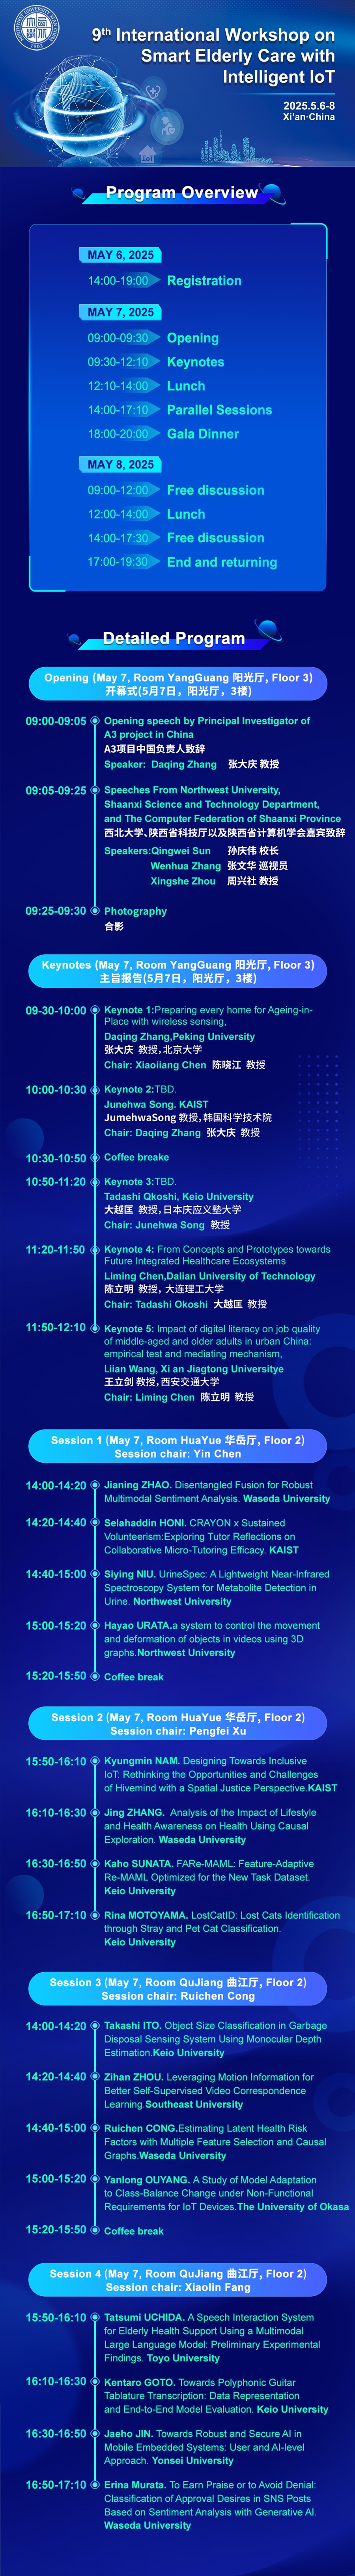 9th International Workshop on
Smart Elderly Care with
Intelligent IoT
2025.5.6-8
Xi'an·China
Program Overview
MAY 6, 2025
14:00-19:00 Registration
MAY 7, 2025
09:00-09:30 Opening
09:30-12:10 Keynotes
12:10-14:00 Lunch
14:00-17:10 Parallel Sessions
18:00-20:00 Gala Dinner
MAY 8, 2025
09:00-12:00 Free discussion
12:00-14:00 Lunch
14:00-17:30 Free discussion
17:00-19:30 End and returning
Detailed Program
Opening (May 7, Room YangGuang 阳光厅, Floor 3)
开幕式(5月7日，阳光厅，3楼)
09:00-09:05 Opening speech by Principal Investigator of
A3 project in China
A3项目中国负责人致辞
Speaker: Daqing Zhang 张大庆 教授
09:05-09:25 Speeches From Northwest University,
Shaanxi Science and Technology Department,
and The Computer Federation of Shaanxi Province
西北大学、陕西省科技厅以及陕西省计算机学会嘉宾致辞
Speakers:Qingwei Sun 孙庆伟 校长
Wenhua Zhang 张文华 巡视员
Xingshe Zhou 周兴社 教授
09:25-09:30 Photography
合影
Keynotes (May 7, Room YangGuang 阳光厅, Floor 3)
主旨报告(5月7日，阳光厅，3楼)
09-30-10:00 Keynote 1:Preparing every home for Ageing-in-
Place with wireless sensing,
Daqing Zhang,Peking University
张大庆 教授，北京大学
Chair: Xiaoiiang Chen 陈晓江 教授
10:00-10:30 Keynote 2:TBD.
Junehwa Song. KAIST
JumehwaSong 教授，韩国科学技术院
Chair: Daqing Zhang 张大庆 教授
10:30-10:50 Coffee breake
10:50-11:20 Keynote 3:TBD.
Tadashi Qkoshi, Keio University
大越匡 教授，日本庆应义塾大学
Chair: Junehwa Song 教授
11:20-11:50 Keynote 4: From Concepts and Prototypes towards
Future Integrated Healthcare Ecosystems
Liming Chen,Dalian University of Technology
陈立明 教授，大连理工大学
Chair: Tadashi Okoshi 大越匡 教授
11:50-12:10 Keynote 5: Impact of digital literacy on job quality
of middle-aged and older adults in urban China:
empirical test and mediating mechanism,
Liian Wang, Xi an Jiagtong Universitye
王立剑 教授，西安交通大学
Chair: Liming Chen 陈立明 教授
Session 1 (May 7, Room HuaYue 华岳厅, Floor 2)
Session chair: Yin Chen
14:00-14:20 Jianing ZHAO. Disentangled Fusion for Robust
Multimodal Sentiment Analysis. Waseda University
14:20-14:40 Selahaddin HONI. CRAYON x Sustained
Volunteerism:Exploring Tutor Reflections on
Collaborative Micro-Tutoring Efficacy. KAIST
14:40-15:00 Siying NIU. UrineSpec: A Lightweight Near-Infrared
Spectroscopy System for Metabolite Detection in
Urine. Northwest University
15:00-15:20 Hayao URATA.a system to control the movement
and deformation of objects in videos using 3D
graphs.Northwest University
15:20-15:50 Coffee break
Session 2 (May 7, Room HuaYue 华岳厅, Floor 2)
Session chair: Pengfei Xu
15:50-16:10 Kyungmin NAM. Designing Towards Inclusive
IoT: Rethinking the Opportunities and Challenges
of Hivemind with a Spatial Justice Perspective.KAIST
16:10-16:30 Jing ZHANG. Analysis of the Impact of Lifestyle
and Health Awareness on Health Using Causal
Exploration. Waseda University
16:30-16:50 Kaho SUNATA. FARe-MAML: Feature-Adaptive
Re-MAML Optimized for the New Task Dataset.
Keio University
16:50-17:10 Rina MOTOYAMA. LostCatID: Lost Cats Identification
through Stray and Pet Cat Classification.
Keio University
Session 3 (May 7, Room QuJiang 曲江厅, Floor 2)
Session chair: Ruichen Cong
14:00-14:20 Takashi ITO. Object Size Classification in Garbage
Disposal Sensing System Using Monocular Depth
Estimation.Keio University
14:20-14:40 Zihan ZHOU. Leveraging Motion Information for
Better Self-Supervised Video Correspondence
Learning.Southeast University
14:40-15:00 Ruichen CONG.Estimating Latent Health Risk
Factors with Multiple Feature Selection and Causal
Graphs.Waseda University
15:00-15:20 Yanlong OUYANG. A Study of Model Adaptation
to Class-Balance Change under Non-Functional
Requirements for IoT Devices.The University of Okasa
15:20-15:50 Coffee break
Session 4 (May 7, Room QuJiang 曲江厅, Floor 2)
Session chair: Xiaolin Fang
15:50-16:10 Tatsumi UCHIDA. A Speech Interaction System
for Elderly Health Support Using a Multimodal
Large Language Model: Preliminary Experimental
Findings. Toyo University
16:10-16:30 Kentaro GOTO. Towards Polyphonic Guitar
Tablature Transcription: Data Representation
and End-to-End Model Evaluation. Keio University
16:30-16:50 Jaeho JIN. Towards Robust and Secure AI in
Mobile Embedded Systems: User and AI-level
Approach. Yonsei University
16:50-17:10 Erina Murata. To Earn Praise or to Avoid Denial:
Classification of Approval Desires in SNS Posts
Based on Sentiment Analysis with Generative AI.
Waseda University